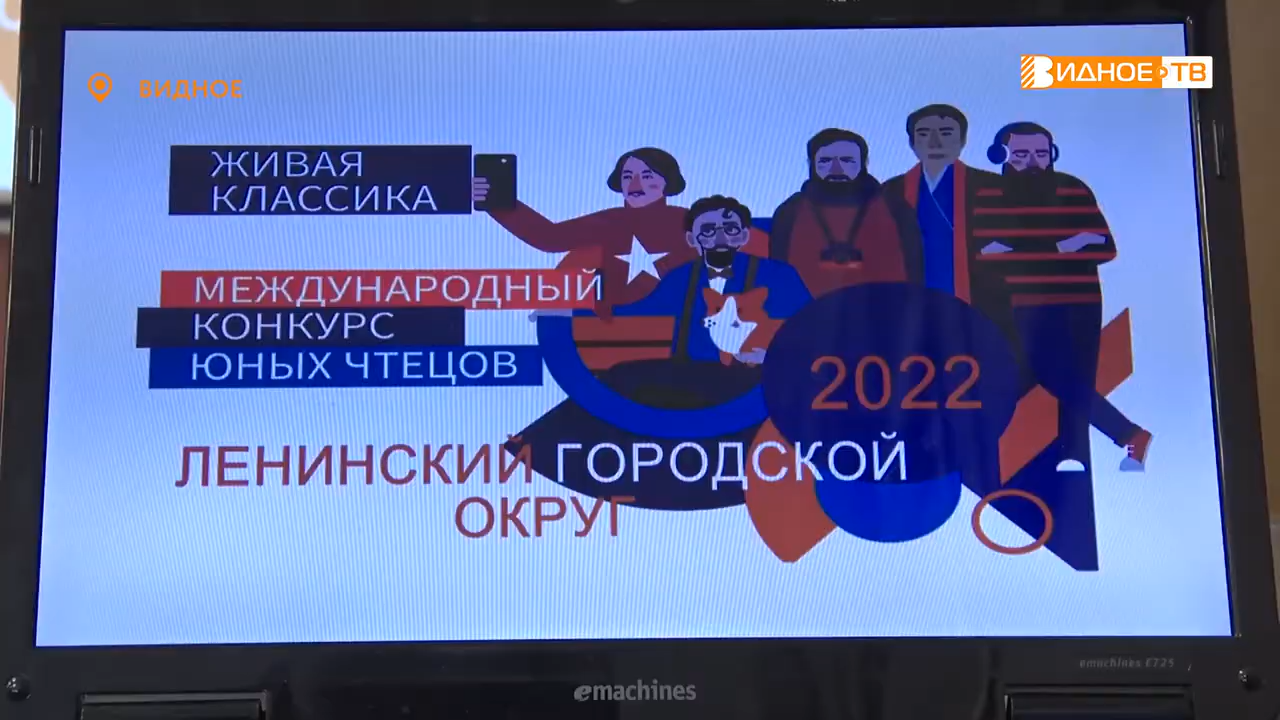 ВИДНОЕ
ВИДНОЕ ТВ
ЖИВАЯ
КЛАССИКА
МЕЖДУНАРОДНЫЙ
КОНКУРС
ЮНЫХ ЧТЕЦОВ
2022
ЛЕНИНСКИЙ ГОРОДСКОЙ
ОКРУГ
emachines E725
emachines